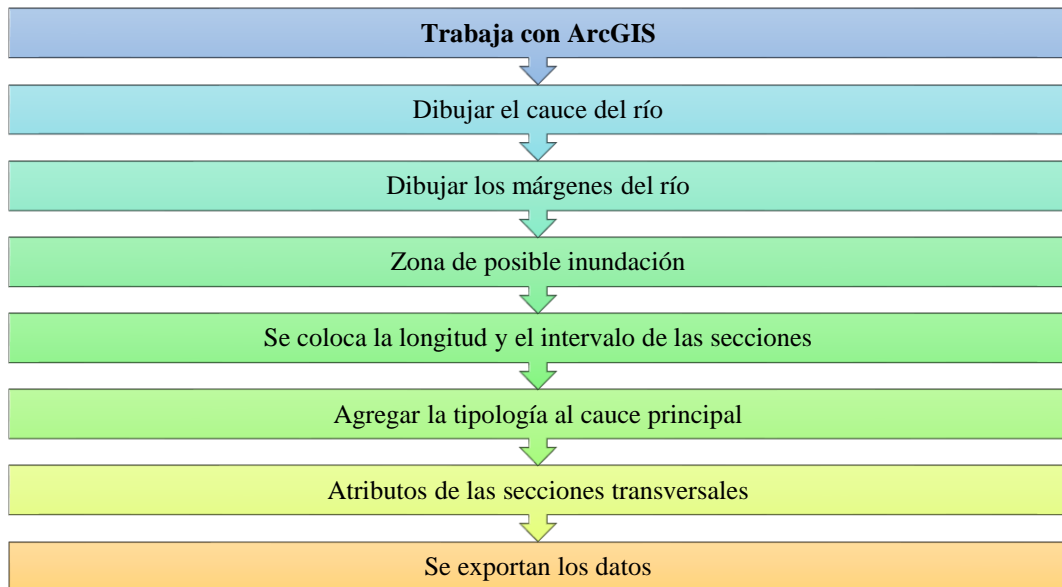 Trabaja con ArcGIS
Dibujar el cauce del río
Dibujar los márgenes del río
Zona de posible inundación
Se coloca la longitud y el intervalo de las secciones
Agregar la tipología al cauce principal
Atributos de las secciones transversales
Se exportan los datos